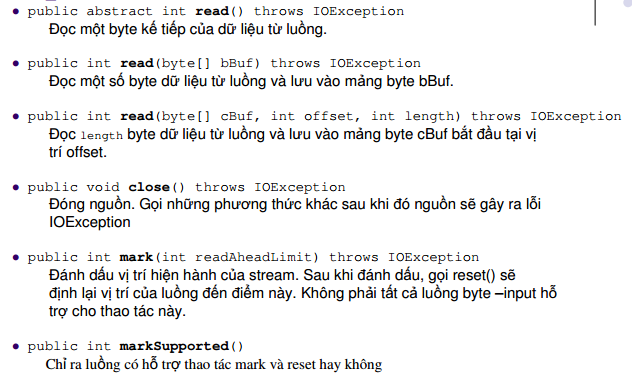 • public abstract int read() throws IOException
Đọc một byte kế tiếp của dữ liệu từ luồng.
• public int read(byte[] bBuf) throws IOException
Đọc một số byte dữ liệu từ luồng và lưu vào mảng byte bBuf.
• public int read(byte[] cBuf, int offset, int length) throws IOException
Đọc length byte dữ liệu từ luồng và lưu vào mảng byte cBuf bắt đầu tại vị
trí offset.
• public void close() throws IOException
Đóng nguồn. Gọi những phương thức khác sau khi đó nguồn sẽ gây ra lỗi
IOException
• public int mark(int readAheadLimit) throws IOException
Đánh dấu vị trí hiện hành của stream. Sau khi đánh dấu, gọi reset() sẽ
định lại vị trí của luồng đến điểm này. Không phải tất cả luồng byte –input hỗ
trợ cho thao tác này.
• public int markSupported()
Chỉ ra luồng có hỗ trợ thao tác mark và reset hay không